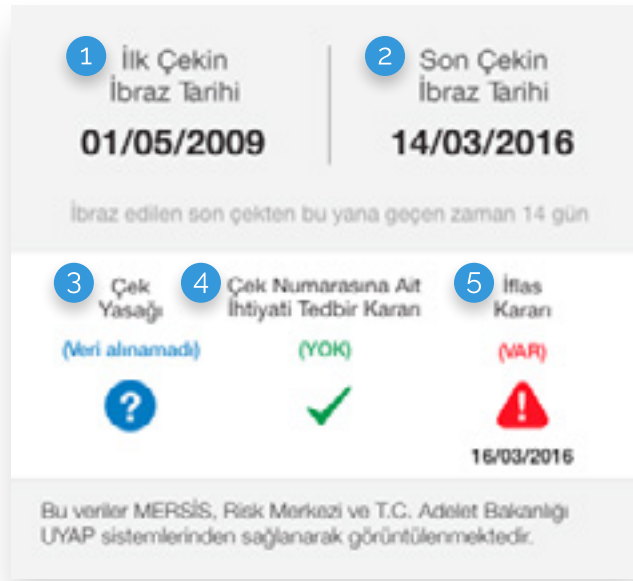 1 İlk Çekin
İbraz Tarihi
01/05/2009
2 Son Çekin
İbraz Tarihi
14/03/2016
İbraz edilen son çekten bu yana geçen zaman 14 gün
3 Çek
Yasağı
(Veri alınamadı)
?
4 Çek Numarasına Ait
İhtiyati Tedbir Kararı
(YOK)
5 İflas
Kararı
(VAR)
!
16/03/2016
Bu veriler MERSİS, Risk Merkezi ve T.C. Adelet Bakanlığı
UYAP sistemlerinden sağlanarak görüntülenmektedir.